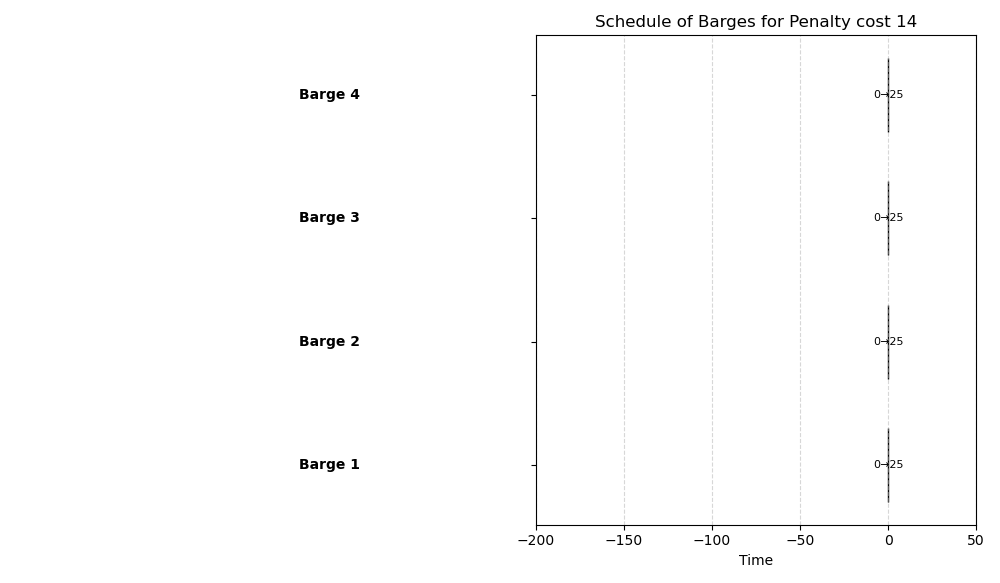 Schedule of Barges for Penalty cost 14
Barge 4
0→25
Barge 3
0→25
Barge 2
0→25
Barge 1
0→25
−200 −150 −100 −50 0 50
Time